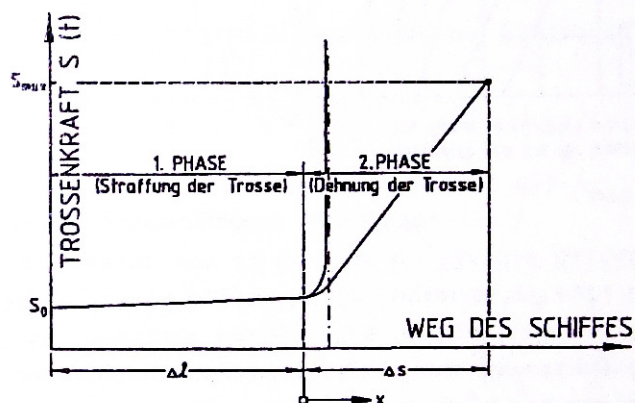 TROSSENKRAFT S (t)
Smax
1. PHASE
(Straffung der Trosse)
2. PHASE
(Dehnung der Trosse)
S₀
WEG DES SCHIFFES
Δl
Δs
x